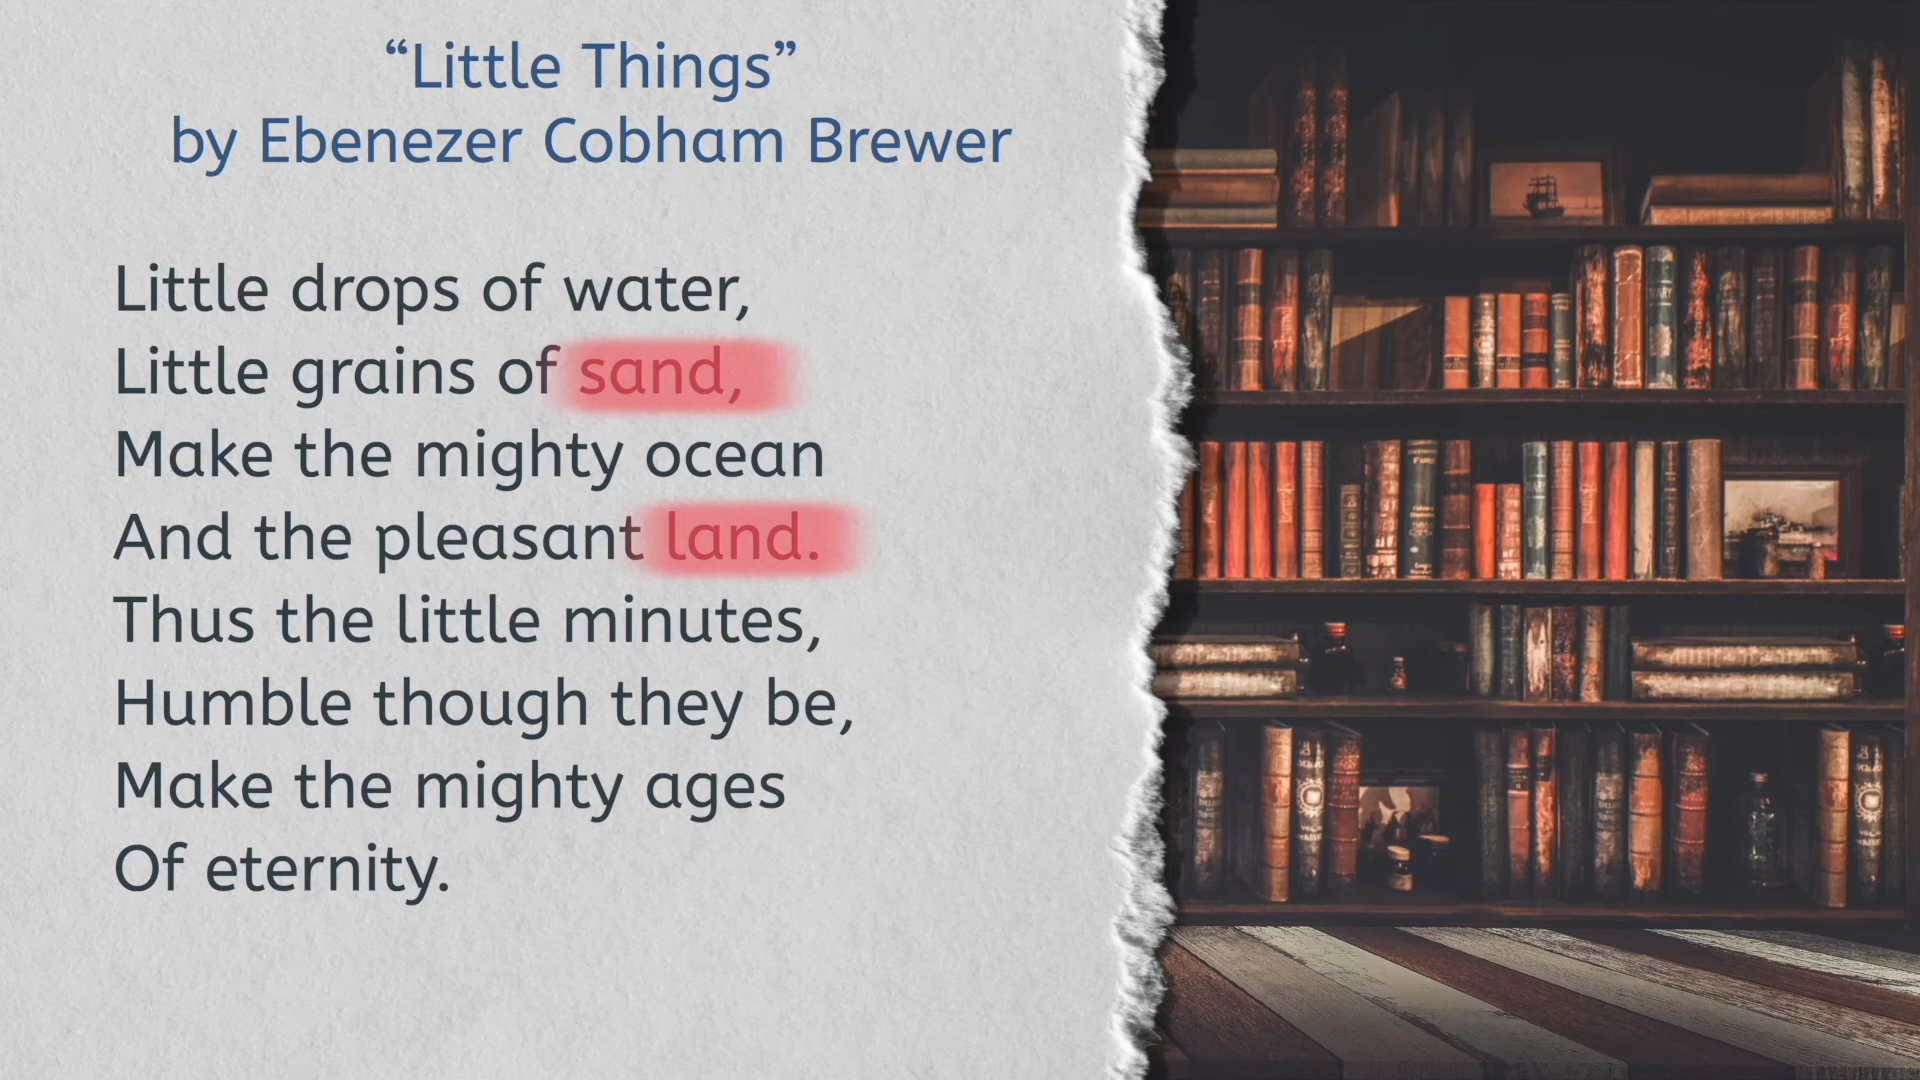 “Little Things”
by Ebenezer Cobham Brewer
Little drops of water,
Little grains of sand,
Make the mighty ocean
And the pleasant land.
Thus the little minutes,
Humble though they be,
Make the mighty ages
Of eternity.